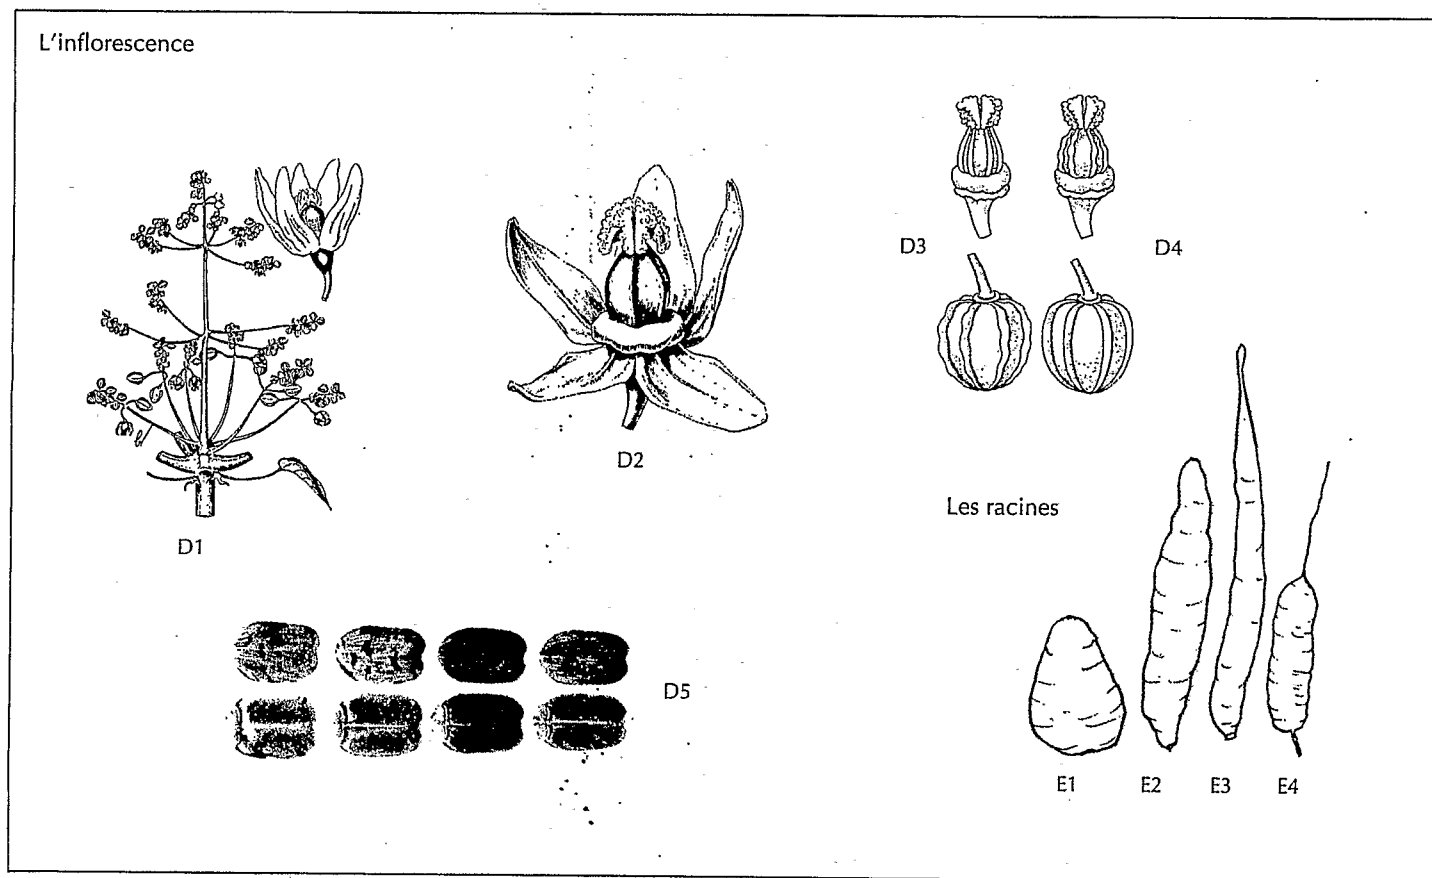 L'inflorescence
D1
D2
D3
D4
D5
Les racines
E1
E2
E3
E4